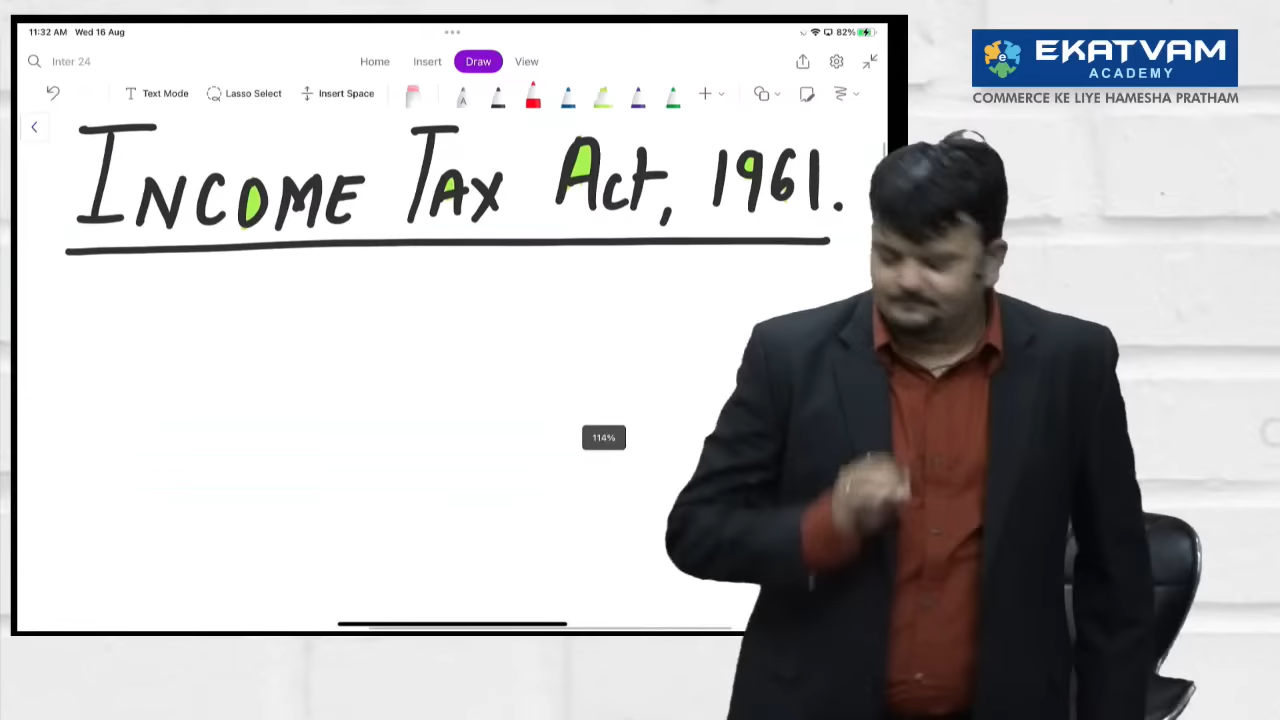 11:32 AM Wed 16 Aug
82%
Inter 24
Home Insert Draw View
Text Mode Lasso Select Insert Space
INCOME TAX Act, 1961.
114%
EKATVAM
ACADEMY
COMMERCE KE LIYE HAMESHA PRATHAM